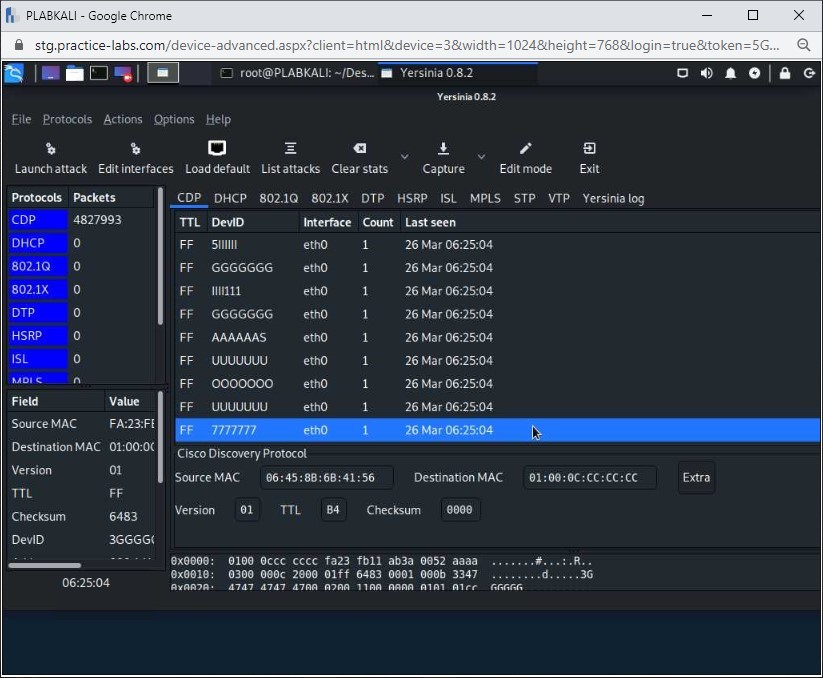 PLABKALI - Google Chrome
stg.practice-labs.com/device-advanced.aspx?client=html&device=3&width=1024&height=768&login=true&token=5G...
root@PLABKALI: ~/Des... Yersinia 0.8.2
Yersinia 0.8.2
File Protocols Actions Options Help
Launch attack Edit interfaces Load default List attacks Clear stats Capture Edit mode Exit
Protocols Packets
CDP 4827993
DHCP 0
802.1Q 0
802.1X 0
DTP 0
HSRP 0
ISL 0
MPLS 0
CDP DHCP 802.1Q 802.1X DTP HSRP ISL MPLS STP VTP Yersinia log
TTL DevID Interface Count Last seen
FF 5IIIIII eth0 1 26 Mar 06:25:04
FF GGGGGGG eth0 1 26 Mar 06:25:04
FF IIII111 eth0 1 26 Mar 06:25:04
FF GGGGGGG eth0 1 26 Mar 06:25:04
FF AAAAAAS eth0 1 26 Mar 06:25:04
FF UUUUUUU eth0 1 26 Mar 06:25:04
FF OOOOOOO eth0 1 26 Mar 06:25:04
FF UUUUUUU eth0 1 26 Mar 06:25:04
FF 7777777 eth0 1 26 Mar 06:25:04
Field Value
Source MAC FA:23:FE
Destination MAC 01:00:0C
Version 01
TTL FF
Checksum 6483
DevID 3GGGGG
06:25:04
Cisco Discovery Protocol
Source MAC 06:45:8B:6B:41:56 Destination MAC 01:00:0C:CC:CC:CC Extra
Version 01 TTL B4 Checksum 0000
0x0000: 0100 0ccc cccc fa23 fb11 ab3a 0052 aaaa .......#...:.R..
0x0010: 0300 000c 2000 01ff 6483 0001 000b 3347 ........d.....3G
0x0020: 4747 4747 4700 0200 1100 0000 0101 01cc GGGGG